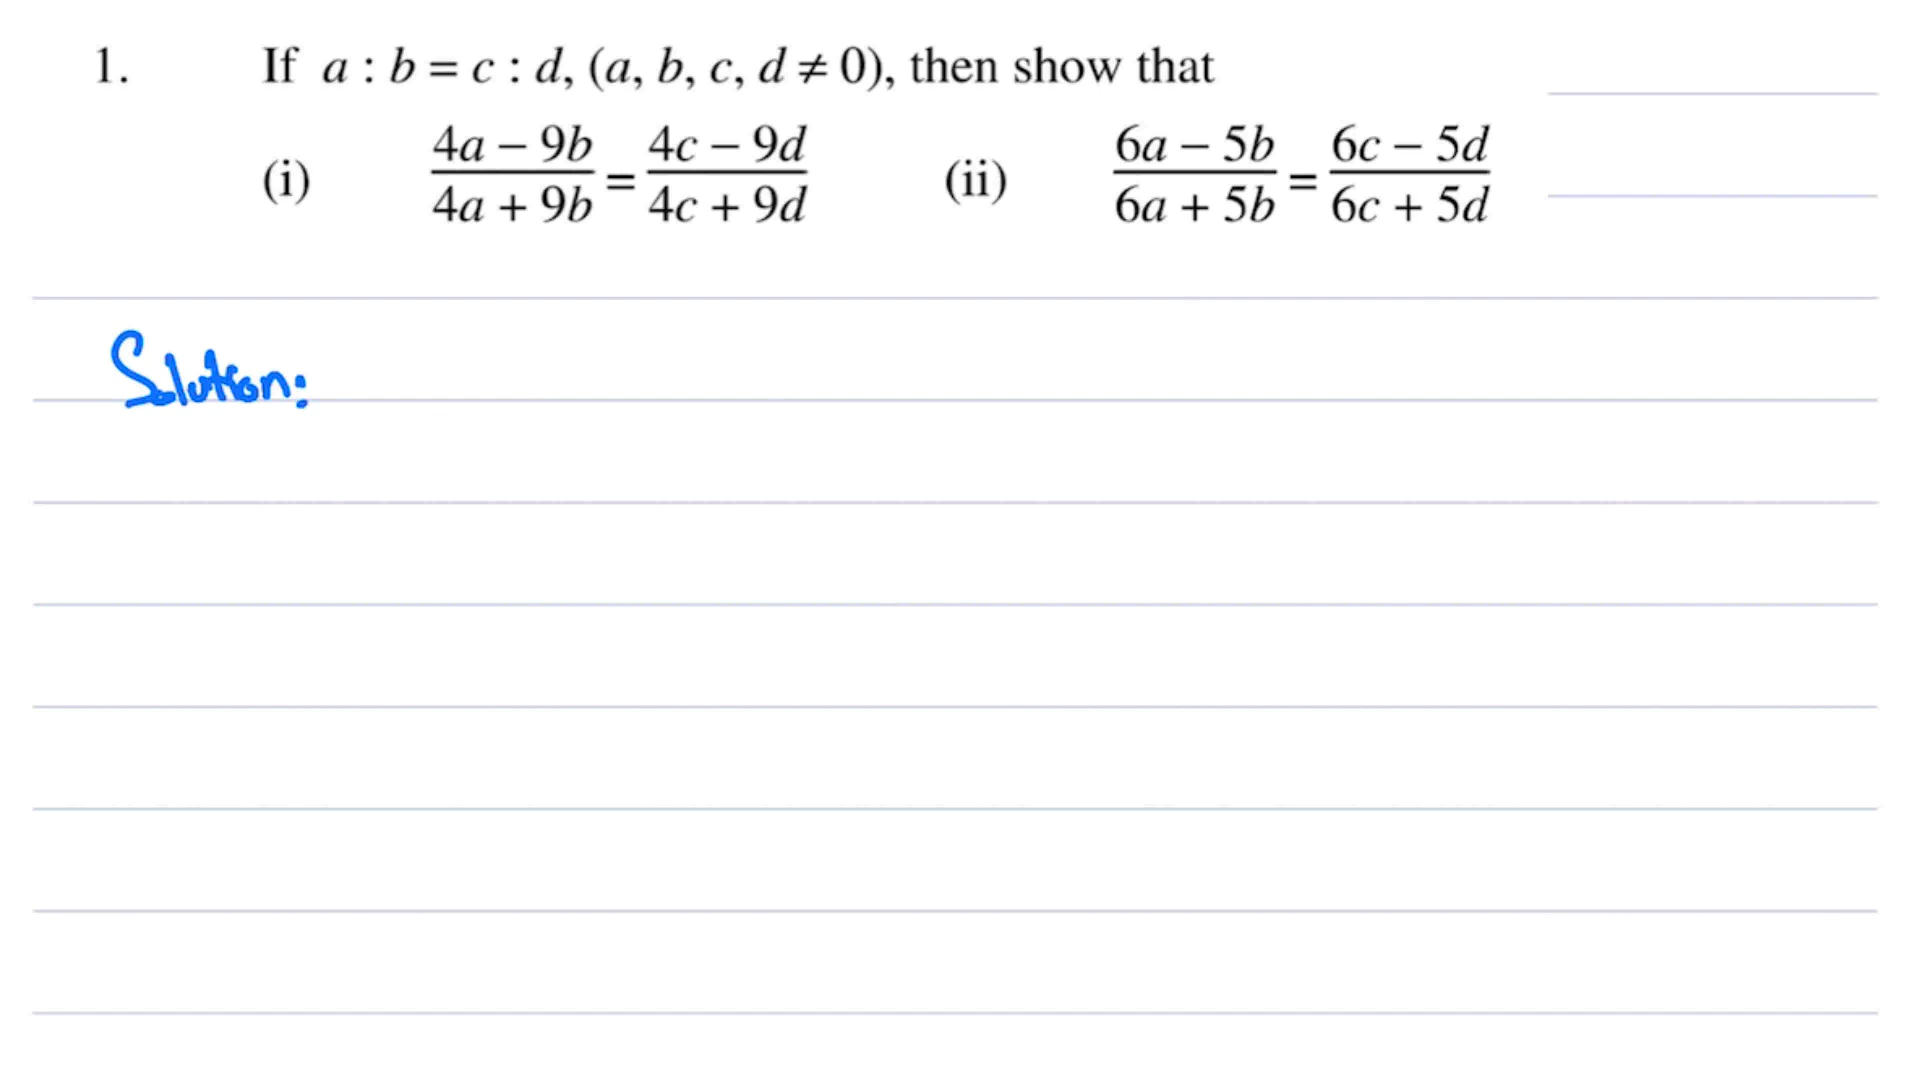 1. If a : b = c : d, (a, b, c, d ≠ 0), then show that
(i) (4a − 9b)/(4a + 9b) = (4c − 9d)/(4c + 9d) (ii) (6a − 5b)/(6a + 5b) = (6c − 5d)/(6c + 5d)
Solution: